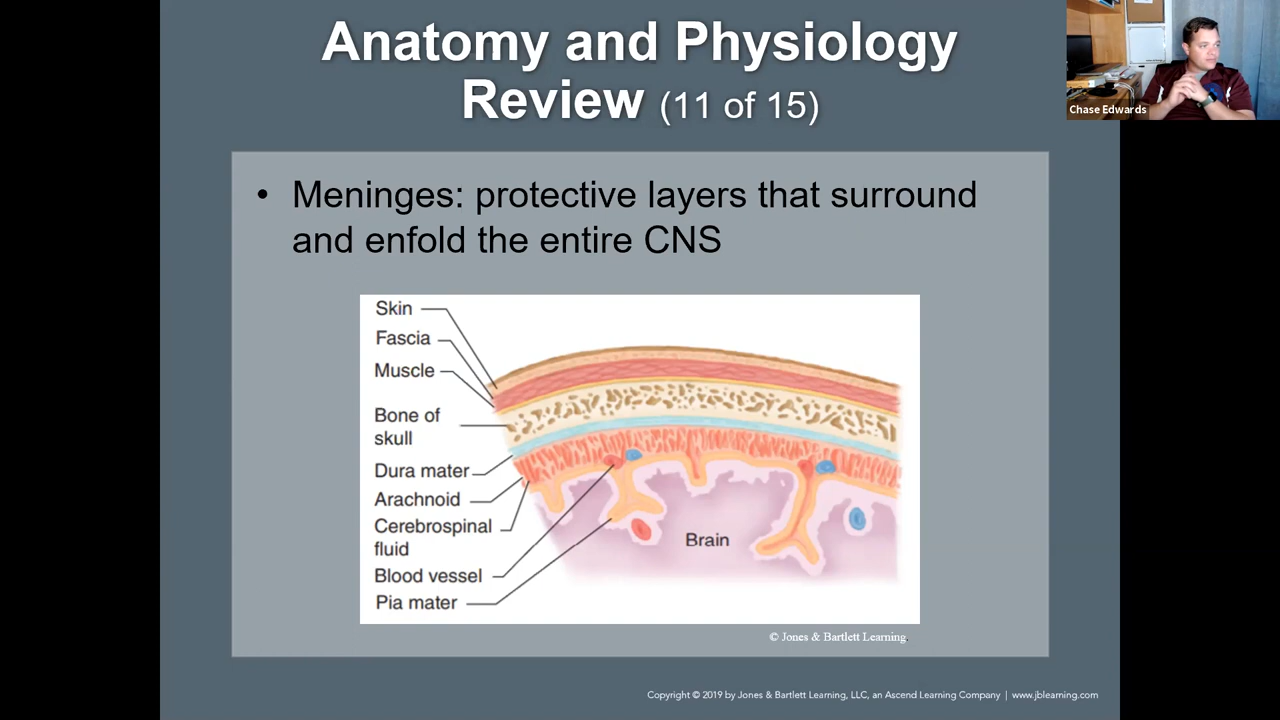 Anatomy and Physiology
Review (11 of 15)
Chase Edwards
• Meninges: protective layers that surround
and enfold the entire CNS
Skin
Fascia
Muscle
Bone of
skull
Dura mater
Arachnoid
Cerebrospinal
fluid
Blood vessel
Pia mater
Brain
© Jones & Bartlett Learning.
Copyright © 2019 by Jones & Bartlett Learning, LLC, an Ascend Learning Company | www.jblearning.com